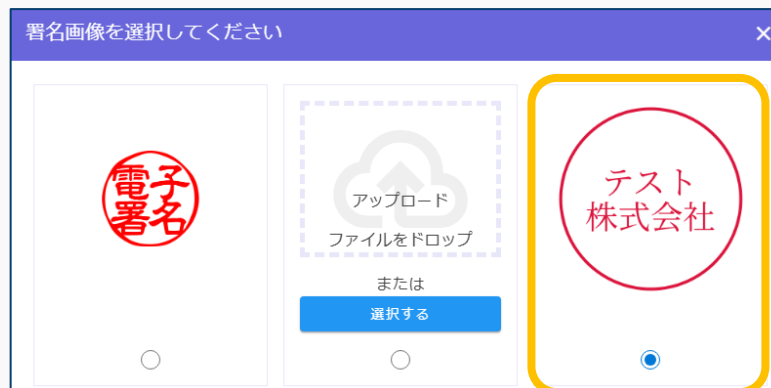 署名画像を選択してください
×
電子
署名
アップロード
ファイルをドロップ
または
選択する
テスト
株式会社